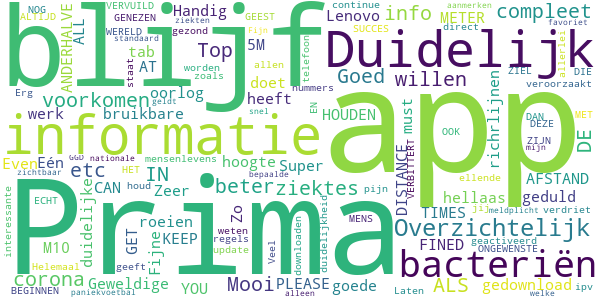 NOG
VERVUILD
GEEST
Handig
Lenovo
continue
aanmerken
info
compleet
ALTIJD
GENEZEN
ziekten
METER
SUCCES
favoriet
blijf
ANDERHALVE
ALL
WERELD
standaard
gezond
Top
5M
Fijn
telefoon
direct
Duidelijk
allerlei
tab
AT
worden
zoals
allen
Goed
willen
ZIEL
DIE
veroorzaakt
Erg
staat
doet
nummers
voorkomen
oorlog
heeft
EN
app
richrlijnen
geldt
snel
werk
bruikbare
HOUDEN
must
OOK
DAN
DEZE
MET
DE
informatie
hoogte
VERBITTERT
ZIJN
mijn
Even
Eén
GGD
nationale
HET
mensenlevens
Super
DISTANCE
ellende
AFSTAND
zichtbaar
etc
IN
beter
ziektes
pijn
hellaas
geduld
interessante
Prima
CAN
houd
Zeer
Zo
duidelijkheid
MENS
TIMES
jij
meldplicht
verdriet
ECHT
M10
duidelijke
roeien
weten
downloaden
Overzichtelijk
GET
KEEP
regels
update
Veel
FINED
geactiveerd
ONGEWENSTE
corona
Fijne
bacteriën
Helemaal
geeft
Geweldige
YOU
Mooi
PLEASE
goede
ALS
gedownload
BEGINNEN
paniekvoetbal
alleen
bepaalde
Laten
welke
ipv